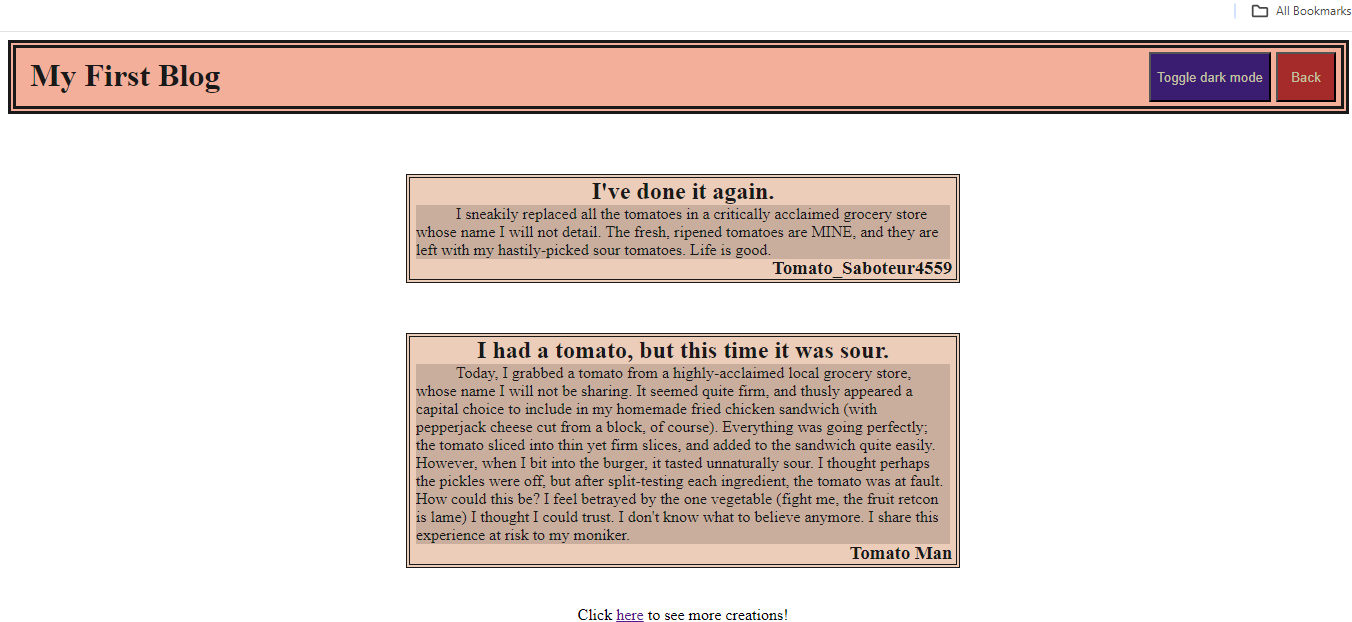 All Bookmarks
My First Blog
Toggle dark mode
Back
I've done it again.
I sneakily replaced all the tomatoes in a critically acclaimed grocery store
whose name I will not detail. The fresh, ripened tomatoes are MINE, and they are
left with my hastily-picked sour tomatoes. Life is good.
Tomato_Saboteur4559
I had a tomato, but this time it was sour.
Today, I grabbed a tomato from a highly-acclaimed local grocery store,
whose name I will not be sharing. It seemed quite firm, and thusly appeared a
capital choice to include in my homemade fried chicken sandwich (with
pepperjack cheese cut from a block, of course). Everything was going perfectly;
the tomato sliced into thin yet firm slices, and added to the sandwich quite easily.
However, when I bit into the burger, it tasted unnaturally sour. I thought perhaps
the pickles were off, but after split-testing each ingredient, the tomato was at fault.
How could this be? I feel betrayed by the one vegetable (fight me, the fruit retcon
is lame) I thought I could trust. I don't know what to believe anymore. I share this
experience at risk to my moniker.
Tomato Man
Click here to see more creations!